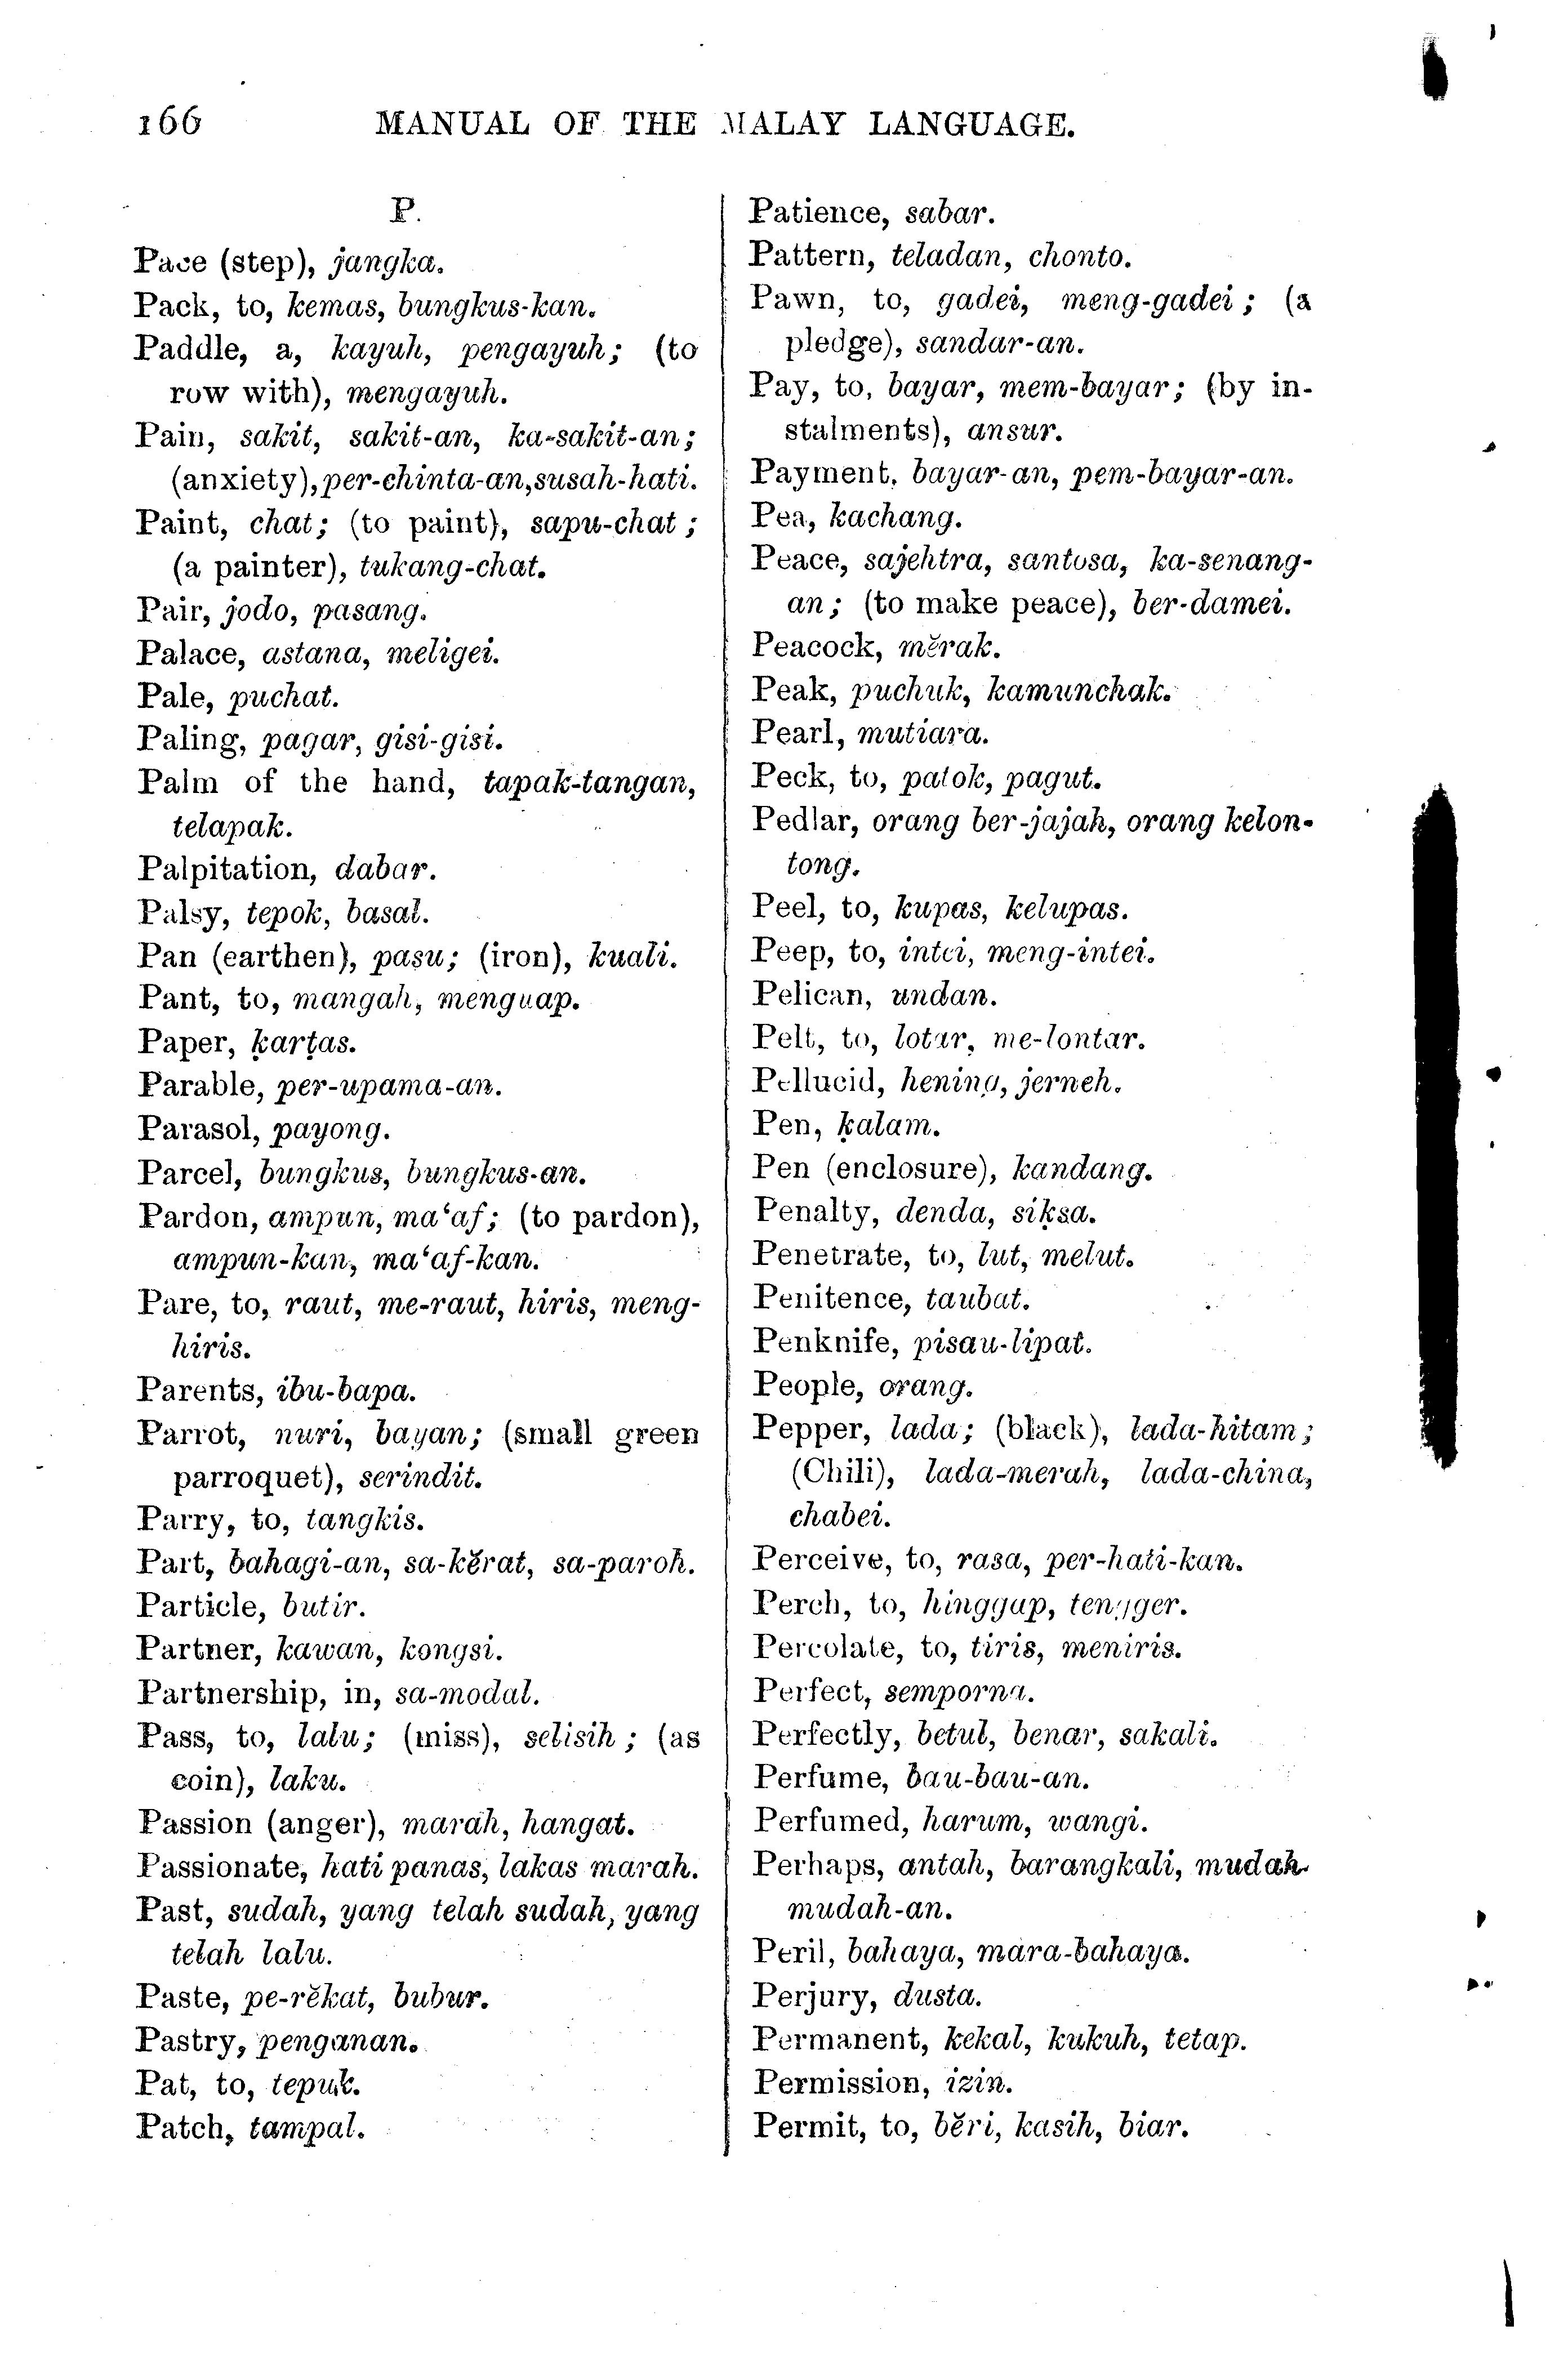 166 MANUAL OF THE MALAY LANGUAGE.
P.
Pace (step), jangka.
Pack, to, kemas, bungkus-kan.
Paddle, a, kayuh, pengayuh; (to
row with), mengayuh.
Pain, sakit, sakit-an, ka-sakit-an;
(anxiety), per-chinta-an, susah-hati.
Paint, chat; (to paint), sapu-chat;
(a painter), tukang-chat.
Pair, jodo, pasang.
Palace, astana, meligei.
Pale, puchat.
Paling, pagar, gisi-gisi.
Palm of the hand, tapak-tangan,
telapak.
Palpitation, dabar.
Palsy, tepok, basal.
Pan (earthen), pasu; (iron), kuali.
Pant, to, mangah, menguap.
Paper, ḳarṭas.
Parable, per-upama-an.
Parasol, payong.
Parcel, bungkus, bungkus-an.
Pardon, ampun, ma‘af; (to pardon),
ampun-kan, ma‘af-kan.
Pare, to, raut, me-raut, hiris, meng-
hiris.
Parents, ibu-bapa.
Parrot, nuri, bayan; (small green
parroquet), serindit.
Parry, to, tangkis.
Part, bahagi-an, sa-kĕrat, sa-paroh.
Particle, butir.
Partner, kawan, kongsi.
Partnership, in, sa-modal.
Pass, to, lalu; (miss), selisih; (as
coin), laku.
Passion (anger), marah, hangat.
Passionate, hati panas, lakas marah.
Past, sudah, yang telah sudah, yang
telah lalu.
Paste, pe-rĕkat, bubur.
Pastry, penganan.
Pat, to, tepuk.
Patch, tampal.
Patience, sabar.
Pattern, teladan, chonto.
Pawn, to, gadei, meng-gadei; (a
pledge), sandar-an.
Pay, to, bayar, mem-bayar; (by in-
stalments), ansur.
Payment, bayar-an, pem-bayar-an.
Pea, kachang.
Peace, sajehtra, santosa, ka-senang-
an; (to make peace), ber-damei.
Peacock, mĕrak.
Peak, puchuk, kamunchak.
Pearl, mutiara.
Peck, to, patok, pagut.
Pedlar, orang ber-jajah, orang kelon-
tong.
Peel, to, kupas, kelupas.
Peep, to, intei, meng-intei.
Pelican, undan.
Pelt, to, lotar, me-lontar.
Pellucid, hening, jerneh.
Pen, ḳalam.
Pen (enclosure), kandang.
Penalty, denda, siḳsa.
Penetrate, to, lut, melut.
Penitence, taubat.
Penknife, pisau-lipat.
People, orang.
Pepper, lada; (black), lada-hitam;
(Chili), lada-merah, lada-china,
chabei.
Perceive, to, rasa, per-hati-kan.
Perch, to, hinggap, tengger.
Percolate, to, tiris, meniris.
Perfect, semporna.
Perfectly, betul, benar, sakali.
Perfume, bau-bau-an.
Perfumed, harum, wangi.
Perhaps, antah, barangkali, mudah-
mudah-an.
Peril, bahaya, mara-bahaya.
Perjury, dusta.
Permanent, kekal, kukuh, tetap.
Permission, izin.
Permit, to, bĕri, kasih, biar.